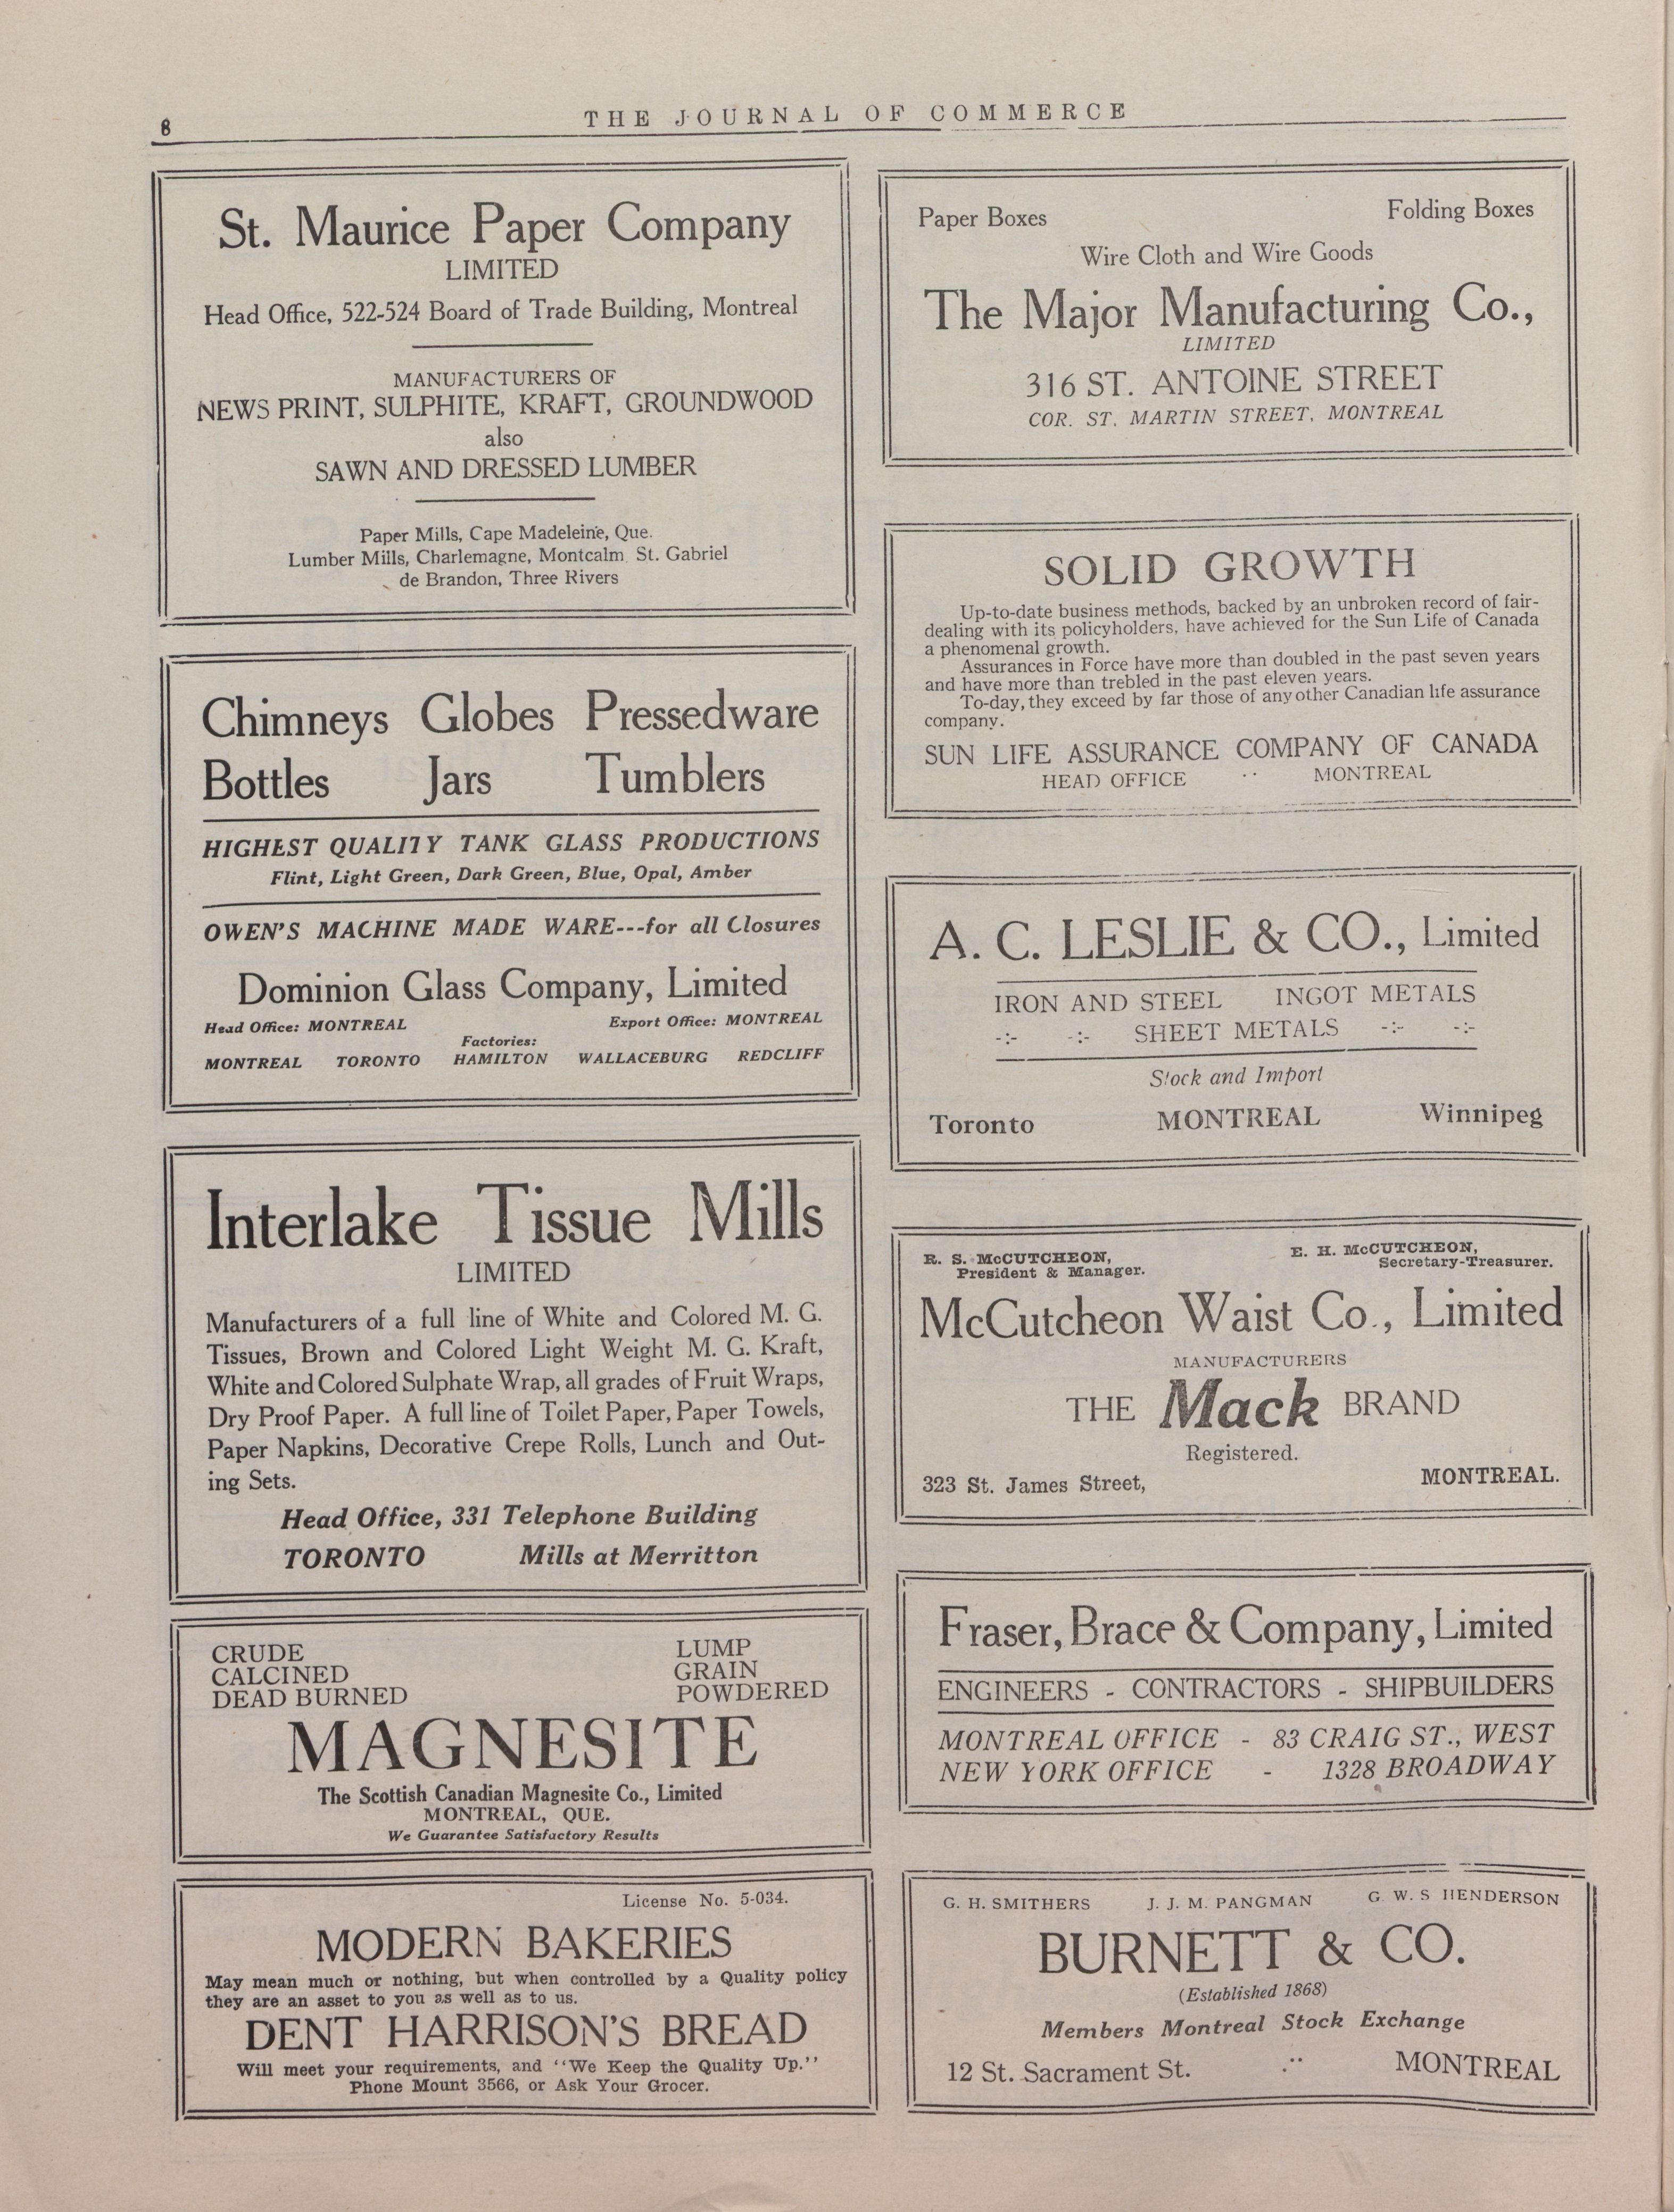 8
THE JOURNAL OF COMMERCE
St. Maurice Paper Company
LIMITED
Head Office, 522-524 Board of Trade Building, Montreal
MANUFACTURERS OF
NEWS PRINT, SULPHITE, KRAFT, GROUNDWOOD
also
SAWN AND DRESSED LUMBER
Paper Mills, Cape Madeleine, Que.
Lumber Mills, Charlemagne, Montcalm St. Gabriel
de Brandon, Three Rivers
Chimneys Globes Pressedware
Bottles Jars Tumblers
HIGHEST QUALITY TANK GLASS PRODUCTIONS
Flint, Light Green, Dark Green, Blue, Opal, Amber
OWEN'S MACHINE MADE WARE---for all Closures
Dominion Glass Company, Limited
Head Office: MONTREAL Export Office: MONTREAL
Factories:
MONTREAL TORONTO HAMILTON WALLACEBURG REDCLIFF
Interlake Tissue Mills
LIMITED
Manufacturers of a full line of White and Colored M. G.
Tissues, Brown and Colored Light Weight M. G. Kraft,
White and Colored Sulphate Wrap, all grades of Fruit Wraps,
Dry Proof Paper. A full line of Toilet Paper, Paper Towels,
Paper Napkins, Decorative Crepe Rolls, Lunch and Out-
ing Sets.
Head Office, 331 Telephone Building
TORONTO Mills at Merritton
CRUDE LUMP
CALCINED GRAIN
DEAD BURNED POWDERED
MAGNESITE
The Scottish Canadian Magnesite Co., Limited
MONTREAL, QUE.
We Guarantee Satisfactory Results
License No. 5-034.
MODERN BAKERIES
May mean much or nothing, but when controlled by a Quality policy
they are an asset to you as well as to us.
DENT HARRISON'S BREAD
Will meet your requirements, and "We Keep the Quality Up."
Phone Mount 3566, or Ask Your Grocer.
Paper Boxes Folding Boxes
Wire Cloth and Wire Goods
The Major Manufacturing Co.,
LIMITED
316 ST. ANTOINE STREET
COR. ST. MARTIN STREET, MONTREAL
SOLID GROWTH
Up-to-date business methods, backed by an unbroken record of fair-
dealing with its policyholders, have achieved for the Sun Life of Canada
a phenomenal growth.
Assurances in Force have more than doubled in the past seven years
and have more than trebled in the past eleven years.
To-day, they exceed by far those of any other Canadian life assurance
company.
SUN LIFE ASSURANCE COMPANY OF CANADA
HEAD OFFICE MONTREAL
A. C. LESLIE & CO., Limited
IRON AND STEEL INGOT METALS
-:- -:- SHEET METALS -:- -:-
Stock and Import
Toronto MONTREAL Winnipeg
R. S. McCUTCHEON, E. H. McCUTCHEON,
President & Manager. Secretary-Treasurer.
McCutcheon Waist Co., Limited
MANUFACTURERS
THE Mack BRAND
Registered.
323 St. James Street, MONTREAL.
Fraser, Brace & Company, Limited
ENGINEERS - CONTRACTORS - SHIPBUILDERS
MONTREAL OFFICE - 83 CRAIG ST., WEST
NEW YORK OFFICE - 1328 BROADWAY
G. H. SMITHERS J. J. M. PANGMAN G. W. S HENDERSON
BURNETT & CO.
(Established 1868)
Members Montreal Stock Exchange
12 St. Sacrament St. MONTREAL